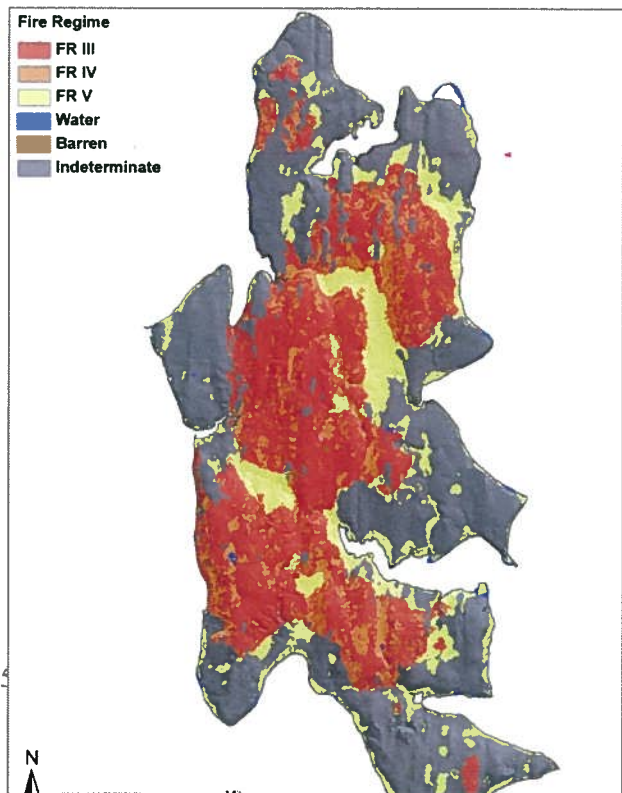 Fire Regime
FR III
FR IV
FR V
Water
Barren
Indeterminate
N